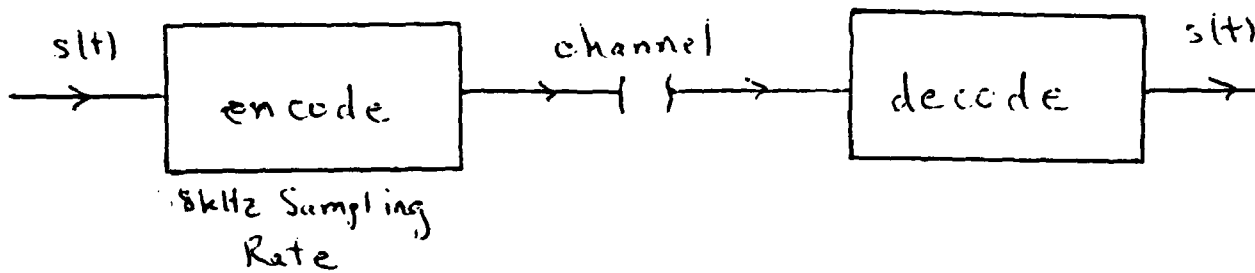 s(t)
encode
channel
decode
s(t)
8kHz Sampling
Rate